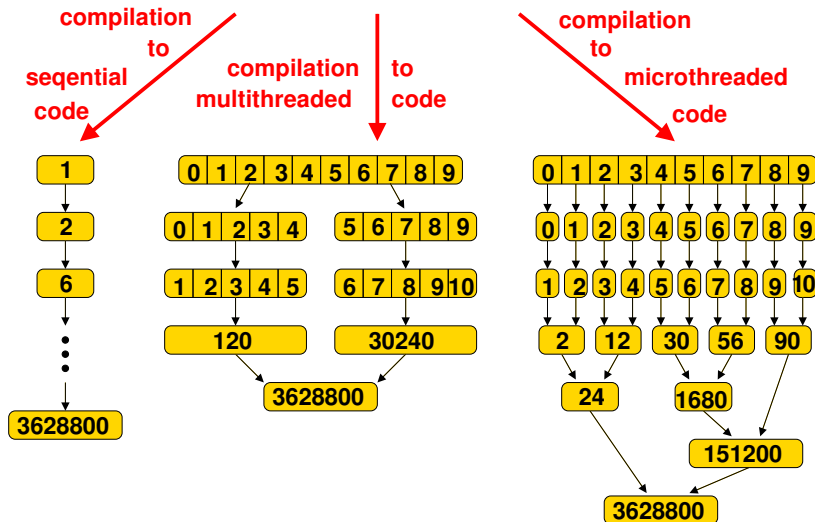 compilation
to
seqential
code
compilation to
multithreaded code
compilation
to
microthreaded
code
1
2
6
3628800
0 1 2 3 4 5 6 7 8 9
0 1 2 3 4
5 6 7 8 9
1 2 3 4 5
6 7 8 9 10
120
30240
3628800
0 1 2 3 4 5 6 7 8 9
0 1 2 3 4 5 6 7 8 9
1 2 3 4 5 6 7 8 9 10
2 12 30 56 90
24 1680
151200
3628800